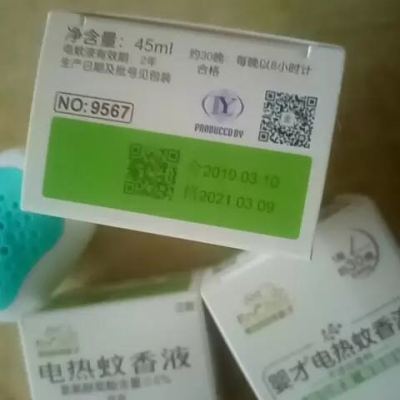 净含量: 45ml 约30晚 每晚以8小时计
电蚊液有效期 2年 合格
生产日期及批号见包装
NO: 9567
DY
PRODUCCD BY
2019.03.10
2021.03.09
电热蚊香液
婴才电热蚊香液